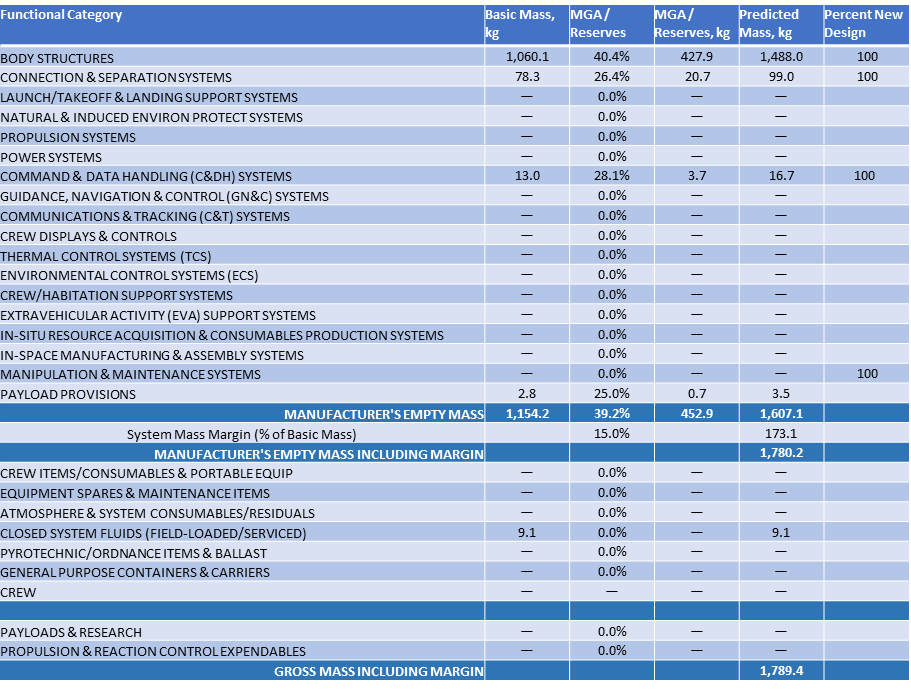 Functional Category Basic Mass, kg MGA / Reserves MGA / Reserves, kg Predicted Mass, kg Percent New Design
BODY STRUCTURES 1,060.1 40.4% 427.9 1,488.0 100
CONNECTION & SEPARATION SYSTEMS 78.3 26.4% 20.7 99.0 100
LAUNCH/TAKEOFF & LANDING SUPPORT SYSTEMS — 0.0% — —
NATURAL & INDUCED ENVIRON PROTECT SYSTEMS — 0.0% — —
PROPULSION SYSTEMS — 0.0% — —
POWER SYSTEMS — 0.0% — —
COMMAND & DATA HANDLING (C&DH) SYSTEMS 13.0 28.1% 3.7 16.7 100
GUIDANCE, NAVIGATION & CONTROL (GN&C) SYSTEMS — 0.0% — —
COMMUNICATIONS & TRACKING (C&T) SYSTEMS — 0.0% — —
CREW DISPLAYS & CONTROLS — 0.0% — —
THERMAL CONTROL SYSTEMS (TCS) — 0.0% — —
ENVIRONMENTAL CONTROL SYSTEMS (ECS) — 0.0% — —
CREW/HABITATION SUPPORT SYSTEMS — 0.0% — —
EXTRAVEHICULAR ACTIVITY (EVA) SUPPORT SYSTEMS — 0.0% — —
IN-SITU RESOURCE ACQUISITION & CONSUMABLES PRODUCTION SYSTEMS — 0.0% — —
IN-SPACE MANUFACTURING & ASSEMBLY SYSTEMS — 0.0% — —
MANIPULATION & MAINTENANCE SYSTEMS — 0.0% — — 100
PAYLOAD PROVISIONS 2.8 25.0% 0.7 3.5
MANUFACTURER'S EMPTY MASS 1,154.2 39.2% 452.9 1,607.1
System Mass Margin (% of Basic Mass) 15.0% 173.1
MANUFACTURER'S EMPTY MASS INCLUDING MARGIN 1,780.2
CREW ITEMS/CONSUMABLES & PORTABLE EQUIP — 0.0% — —
EQUIPMENT SPARES & MAINTENANCE ITEMS — 0.0% — —
ATMOSPHERE & SYSTEM CONSUMABLES/RESIDUALS — 0.0% — —
CLOSED SYSTEM FLUIDS (FIELD-LOADED/SERVICED) 9.1 0.0% — 9.1
PYROTECHNIC/ORDNANCE ITEMS & BALLAST — 0.0% — —
GENERAL PURPOSE CONTAINERS & CARRIERS — 0.0% — —
CREW — — — —
PAYLOADS & RESEARCH — 0.0% — —
PROPULSION & REACTION CONTROL EXPENDABLES — 0.0% — —
GROSS MASS INCLUDING MARGIN 1,789.4